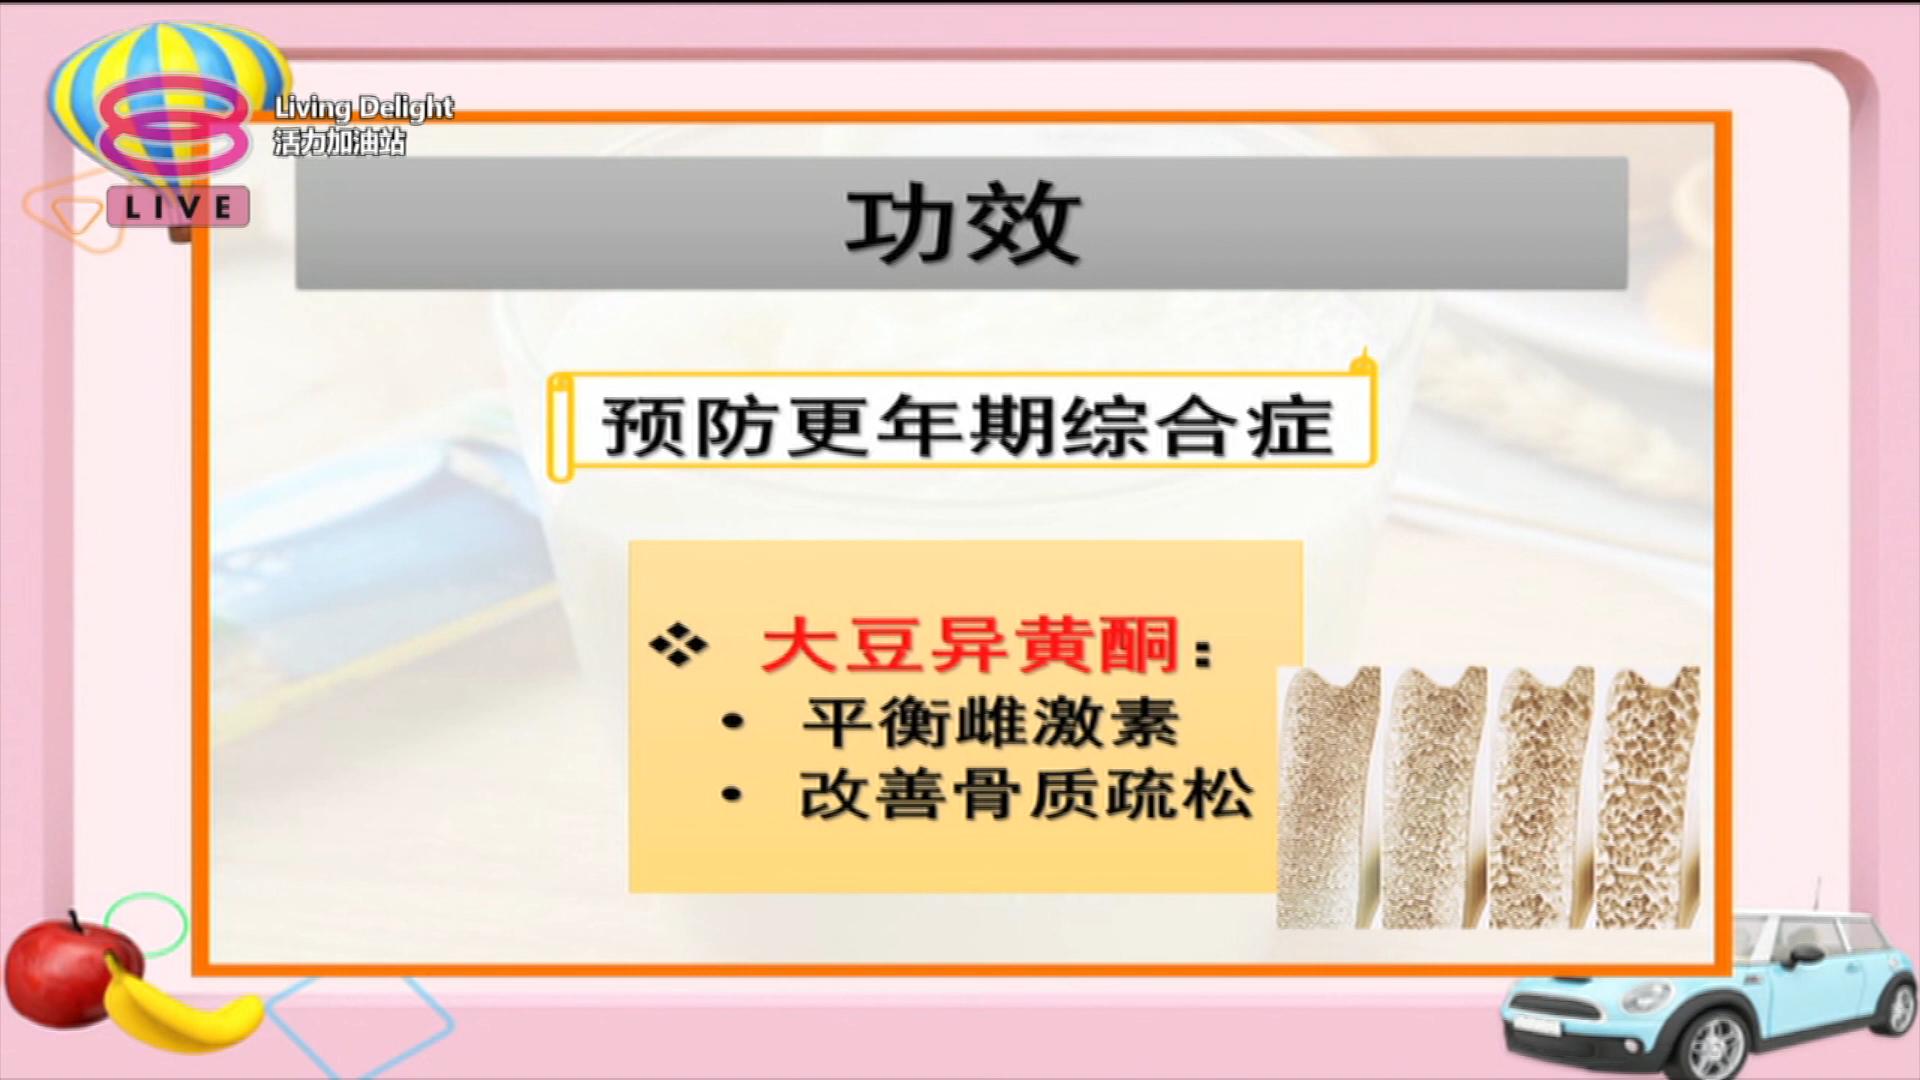 Living Delight
活力加油站
LIVE
功效
预防更年期综合症
大豆异黄酮：
• 平衡雌激素
• 改善骨质疏松